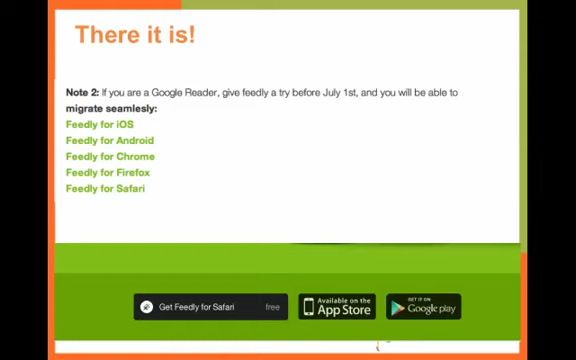 There it is!
Note 2: If you are a Google Reader, give feedly a try before July 1st, and you will be able to
migrate seamlesly:
Feedly for iOS
Feedly for Android
Feedly for Chrome
Feedly for Firefox
Feedly for Safari
Get Feedly for Safari free
Available on the
App Store
GET IT ON
Google play